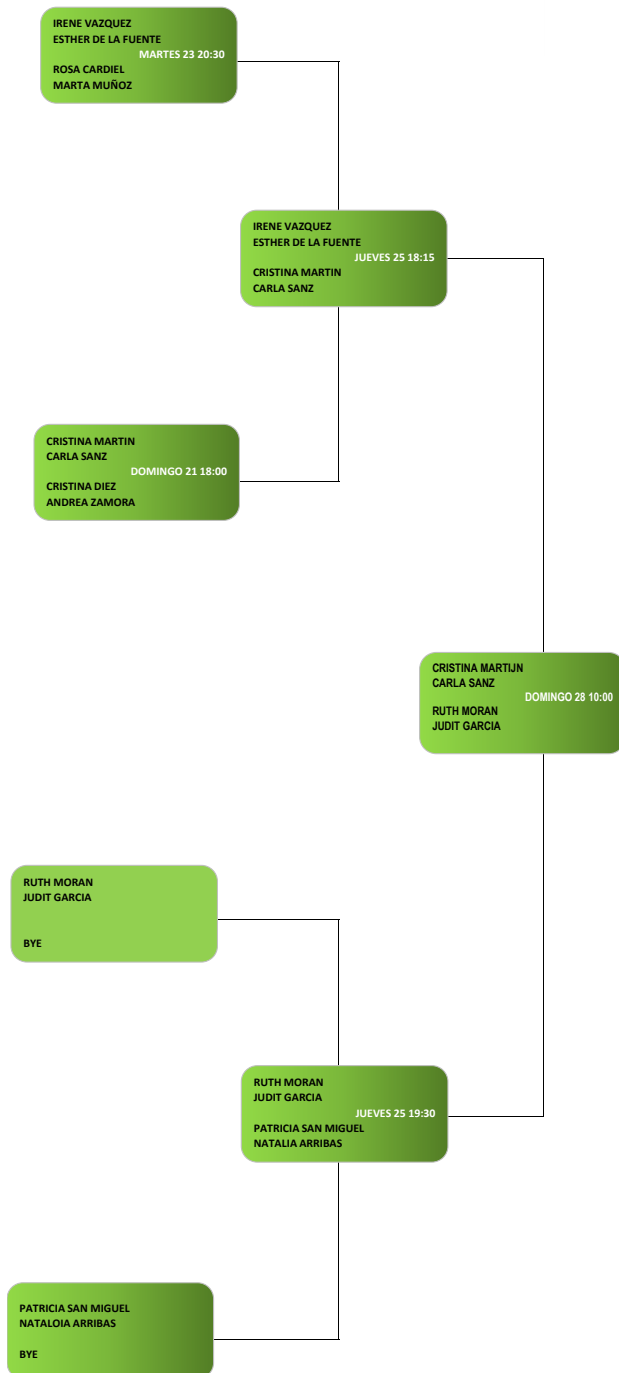 IRENE VAZQUEZ
ESTHER DE LA FUENTE
MARTES 23 20:30
ROSA CARDIEL
MARTA MUÑOZ
IRENE VAZQUEZ
ESTHER DE LA FUENTE
JUEVES 25 18:15
CRISTINA MARTIN
CARLA SANZ
CRISTINA MARTIN
CARLA SANZ
DOMINGO 21 18:00
CRISTINA DIEZ
ANDREA ZAMORA
CRISTINA MARTIJN
CARLA SANZ
DOMINGO 28 10:00
RUTH MORAN
JUDIT GARCIA
RUTH MORAN
JUDIT GARCIA
BYE
RUTH MORAN
JUDIT GARCIA
JUEVES 25 19:30
PATRICIA SAN MIGUEL
NATALIA ARRIBAS
PATRICIA SAN MIGUEL
NATALOIA ARRIBAS
BYE